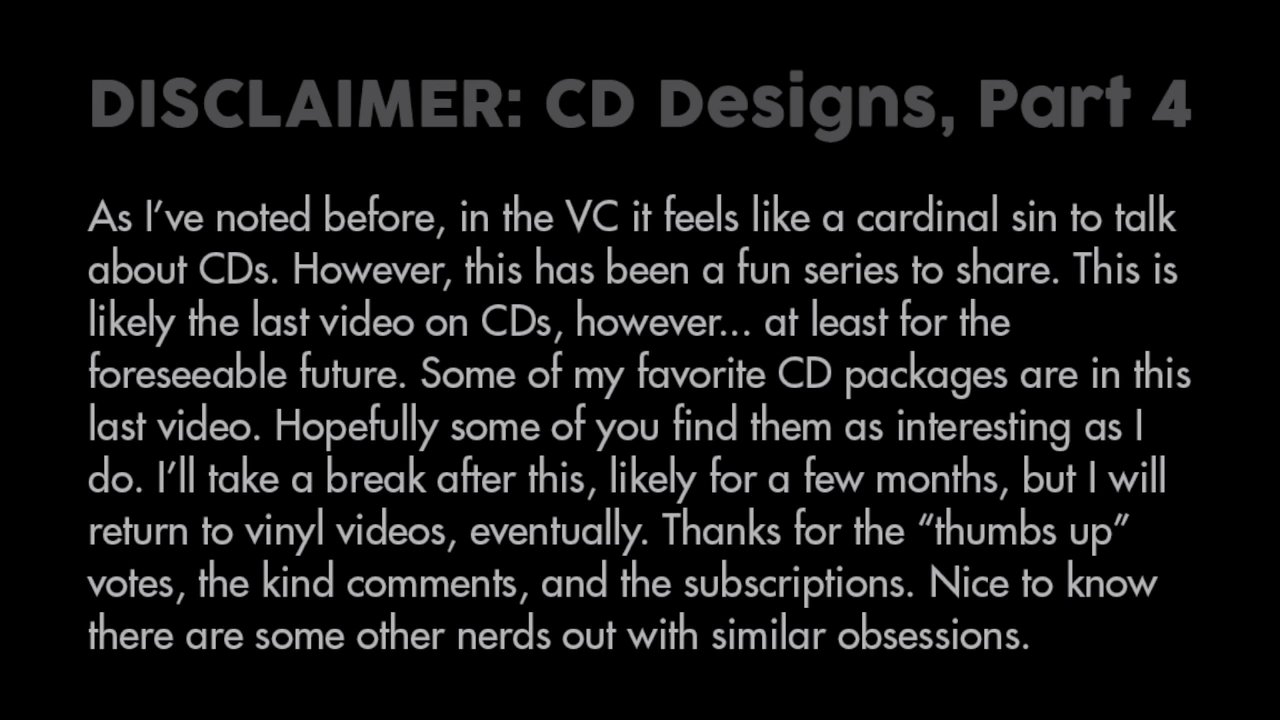 DISCLAIMER: CD Designs, Part 4
As I’ve noted before, in the VC it feels like a cardinal sin to talk
about CDs. However, this has been a fun series to share. This is
likely the last video on CDs, however... at least for the
foreseeable future. Some of my favorite CD packages are in this
last video. Hopefully some of you find them as interesting as I
do. I’ll take a break after this, likely for a few months, but I will
return to vinyl videos, eventually. Thanks for the “thumbs up”
votes, the kind comments, and the subscriptions. Nice to know
there are some other nerds out with similar obsessions.